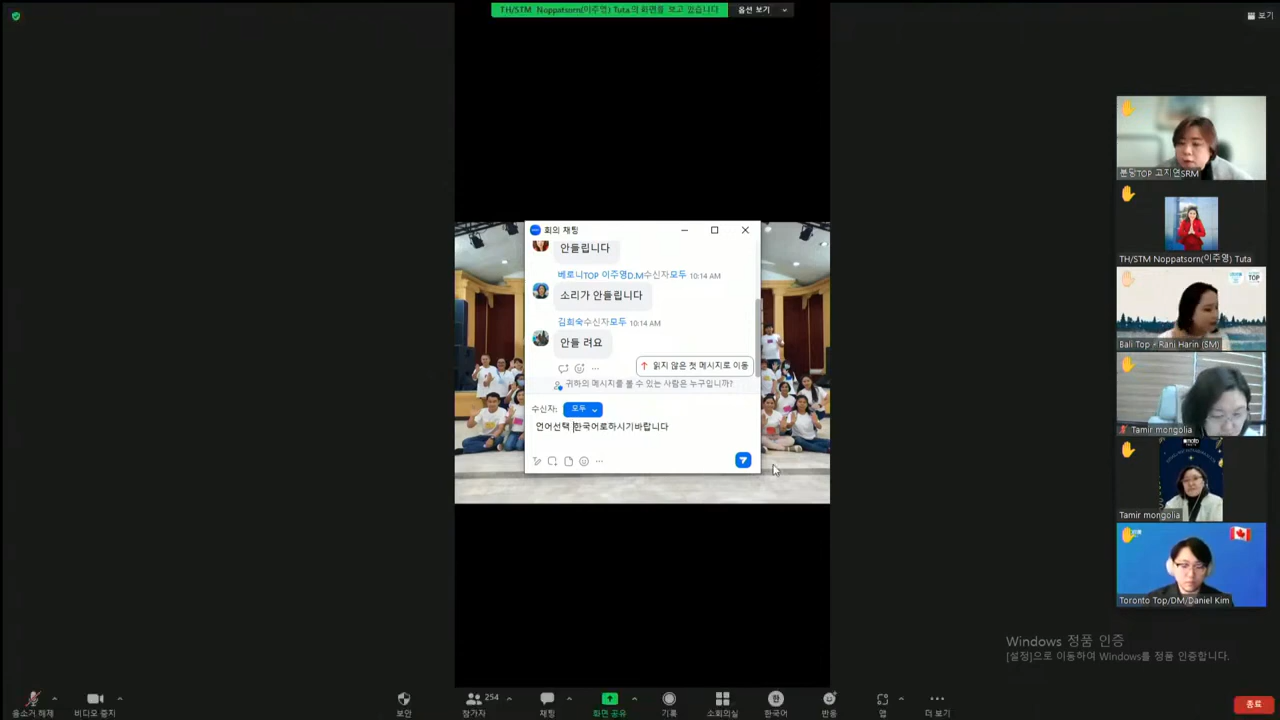 TH/STM Noppatsorn(이주영) Tuta의 화면을 보고 있습니다
옵션 보기
보기
회의 채팅
안들립니다
베로니TOP 이주영D.M수신자모두 10:14 AM
소리가 안들립니다
김희숙수신자모두 10:14 AM
안들 려요
읽지 않은 첫 메시지로 이동
귀하의 메시지를 볼 수 있는 사람은 누구입니까?
수신자: 모두
언어선택 한국어로하시기바랍니다
분당TOP 고지연SRM
TH/STM Noppatsorn(이주영) Tuta
TOP
Bali Top - Rani Harin (SM)
Tamir mongolia
Tamir mongolia
Toronto Top/DM/Daniel Kim
Windows 정품 인증
[설정]으로 이동하여 Windows를 정품 인증합니다.
음소거 해제
비디오 중지
보안
254
참가자
채팅
화면 공유
기록
소회의실
한
한국어
반응
앱
더 보기
종료